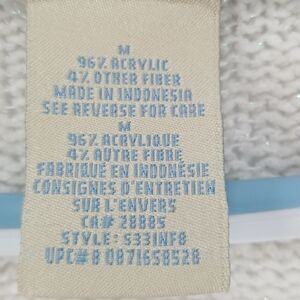 M
96% ACRYLIC
4% OTHER FIBER
MADE IN INDONESIA
SEE REVERSE FOR CARE
M
96% ACRYLIQUE
4% AUTRE FIBRE
FABRIQUÉ EN INDONÉSIE
CONSIGNES D'ENTRETIEN
SUR L'ENVERS
CA# 28885
STYLE: S331NF8
UPC# 8 0871658528